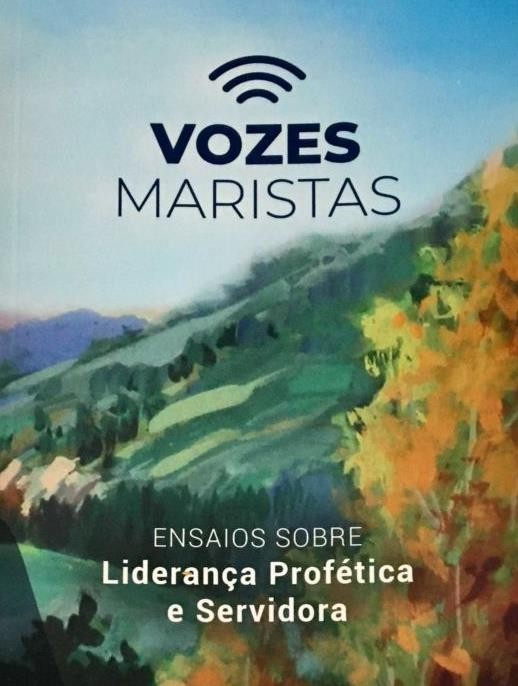 VOZES
MARISTAS
ENSAIOS SOBRE
Liderança Profética
e Servidora